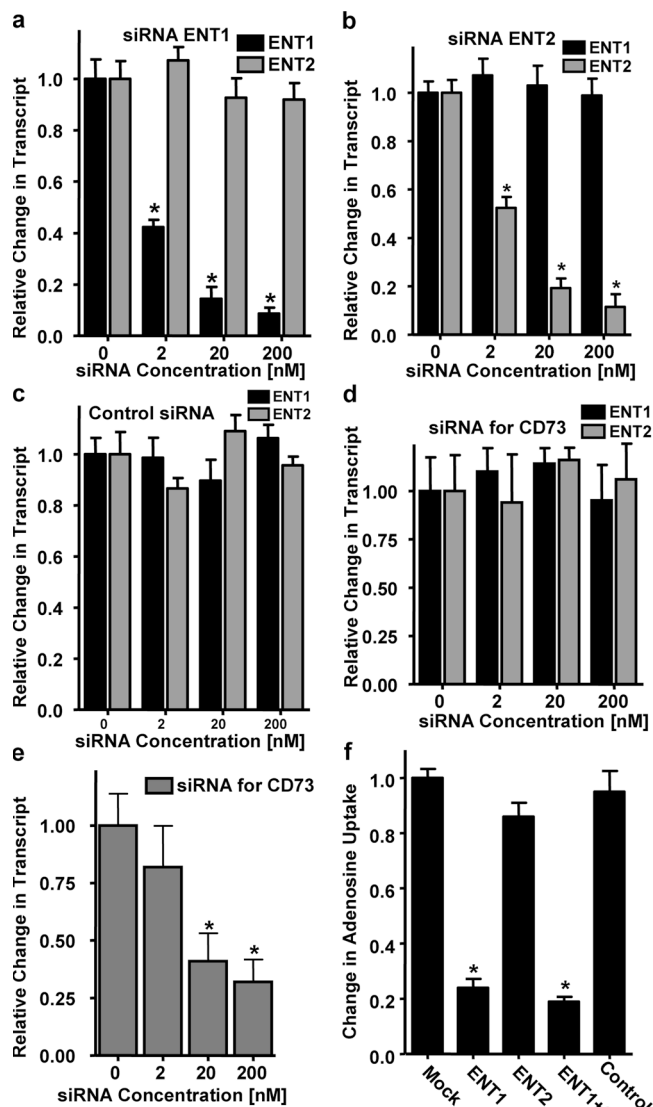 a
siRNA ENT1
ENT1
ENT2
Relative Change in Transcript
1.0
0.8
0.6
0.4
0.2
0.0
*
*
*
0 2 20 200
siRNA Concentration [nM]
b
siRNA ENT2
ENT1
ENT2
Relative Change in Transcript
1.0
0.8
0.6
0.4
0.2
0.0
*
*
*
0 2 20 200
siRNA Concentration [nM]
c
Control siRNA
ENT1
ENT2
Relative Change in Transcript
1.0
0.8
0.6
0.4
0.2
0.0
0 2 20 200
siRNA Concentration [nM]
d
siRNA for CD73
ENT1
ENT2
Relative Change in Transcript
1.00
0.75
0.50
0.25
0.00
0 2 20 200
siRNA Concentration [nM]
e
siRNA for CD73
Relative Change in Transcript
1.00
0.75
0.50
0.25
0.00
*
*
0 2 20 200
siRNA Concentration [nM]
f
Change in Adenosine Uptake
1.0
0.8
0.6
0.4
0.2
0.0
*
*
Mock
ENT1
ENT2
ENT1+
Control